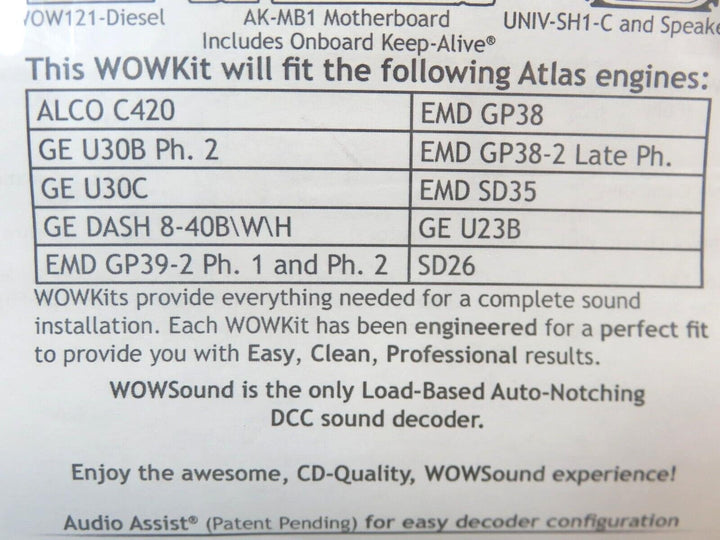 VOW121-Diesel AK-MB1 Motherboard UNIV-SH1-C and Speake
Includes Onboard Keep-Alive®
This WOWKit will fit the following Atlas engines:
ALCO C420 EMD GP38
GE U30B Ph. 2 EMD GP38-2 Late Ph.
GE U30C EMD SD35
GE DASH 8-40B\W\H GE U23B
EMD GP39-2 Ph. 1 and Ph. 2 SD26
WOWKits provide everything needed for a complete sound
installation. Each WOWKit has been engineered for a perfect fit
to provide you with Easy, Clean, Professional results.
WOWSound is the only Load-Based Auto-Notching
DCC sound decoder.
Enjoy the awesome, CD-Quality, WOWSound experience!
Audio Assist® (Patent Pending) for easy decoder configuration